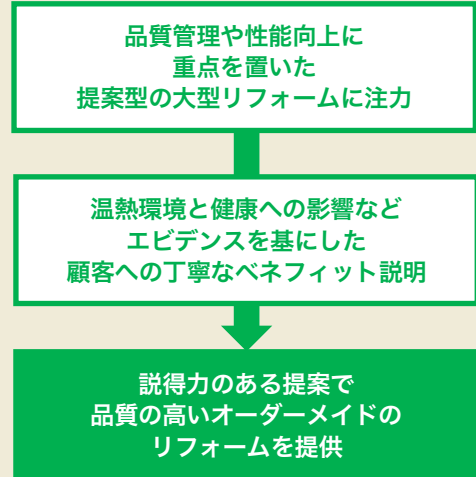 品質管理や性能向上に
重点を置いた
提案型の大型リフォームに注力
温熱環境と健康への影響など
エビデンスを基にした
顧客への丁寧なベネフィット説明
説得力のある提案で
品質の高いオーダーメイドの
リフォームを提供